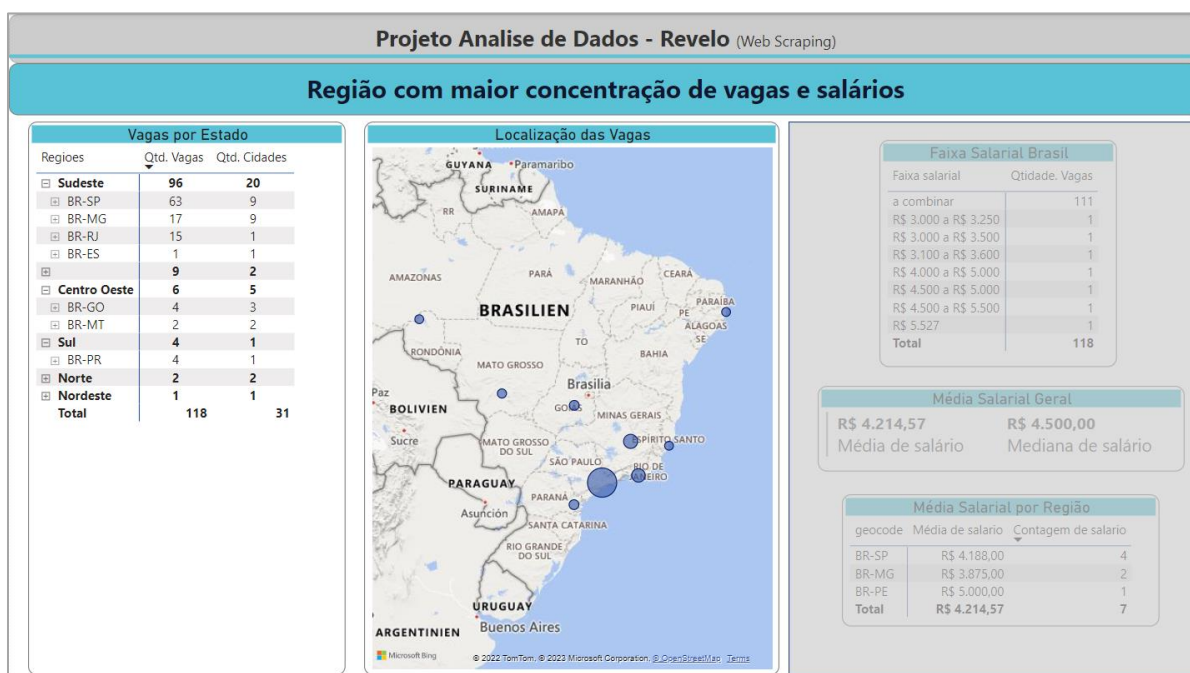 Projeto Analise de Dados - Revelo (Web Scraping)
Região com maior concentração de vagas e salários
Vagas por Estado
Regioes Qtd. Vagas Qtd. Cidades
Sudeste 96 20
BR-SP 63 9
BR-MG 17 9
BR-RJ 15 1
BR-ES 1 1
9 2
Centro Oeste 6 5
BR-GO 4 3
BR-MT 2 2
Sul 4 1
BR-PR 4 1
Norte 2 2
Nordeste 1 1
Total 118 31
Localização das Vagas
GUYANA Paramaribo
SURINAME
RR AMAPÁ
AMAZONAS PARÁ MARANHÃO CEARÁ
BRASILIEN PIAUÍ PARAÍBA
PE
ALAGOAS
SE
RONDÔNIA TO BAHIA
MATO GROSSO
Brasilia
Paz
BOLIVIEN GOIÁS MINAS GERAIS
Sucre
MATO GROSSO
DO SUL
ESPÍRITO SANTO
SÃO PAULO RIO DE
JANEIRO
PARAGUAY
PARANÁ
Asunción
SANTA CATARINA
RIO GRANDE
DO SUL
URUGUAY
ARGENTINIEN Buenos Aires
Microsoft Bing © 2022 TomTom, © 2023 Microsoft Corporation, © OpenStreetMap Terms
Faixa Salarial Brasil
Faixa salarial Qtidade. Vagas
a combinar 111
R$ 3.000 a R$ 3.250 1
R$ 3.000 a R$ 3.500 1
R$ 3.100 a R$ 3.600 1
R$ 4.000 a R$ 5.000 1
R$ 4.500 a R$ 5.000 1
R$ 4.500 a R$ 5.500 1
R$ 5.527 1
Total 118
Média Salarial Geral
R$ 4.214,57 R$ 4.500,00
Média de salário Mediana de salário
Média Salarial por Região
geocode Média de salario Contagem de salario
BR-SP R$ 4.188,00 4
BR-MG R$ 3.875,00 2
BR-PE R$ 5.000,00 1
Total R$ 4.214,57 7